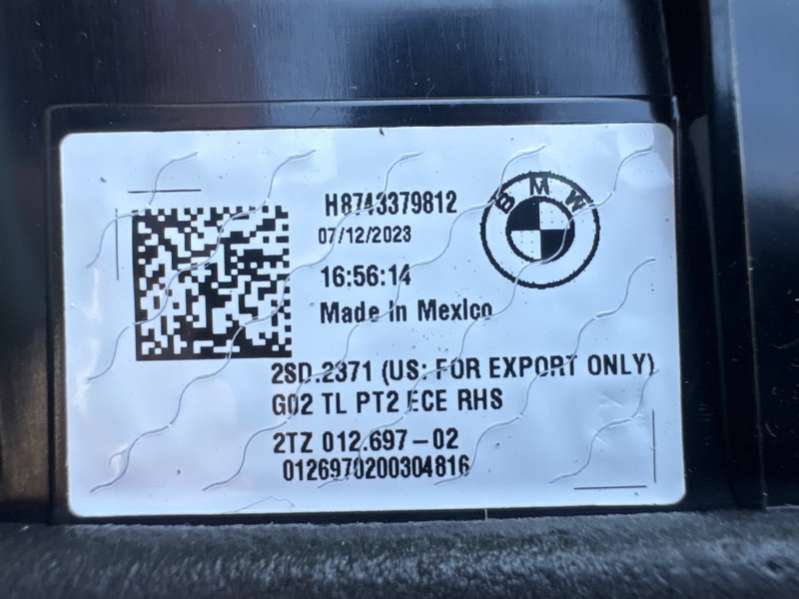 H8743379812
BMW
07/12/2023
16:56:14
Made in Mexico
2SD.2371 (US: FOR EXPORT ONLY)
G02 TL PT2 ECE RHS
2TZ 012.697-02
0126970200304816